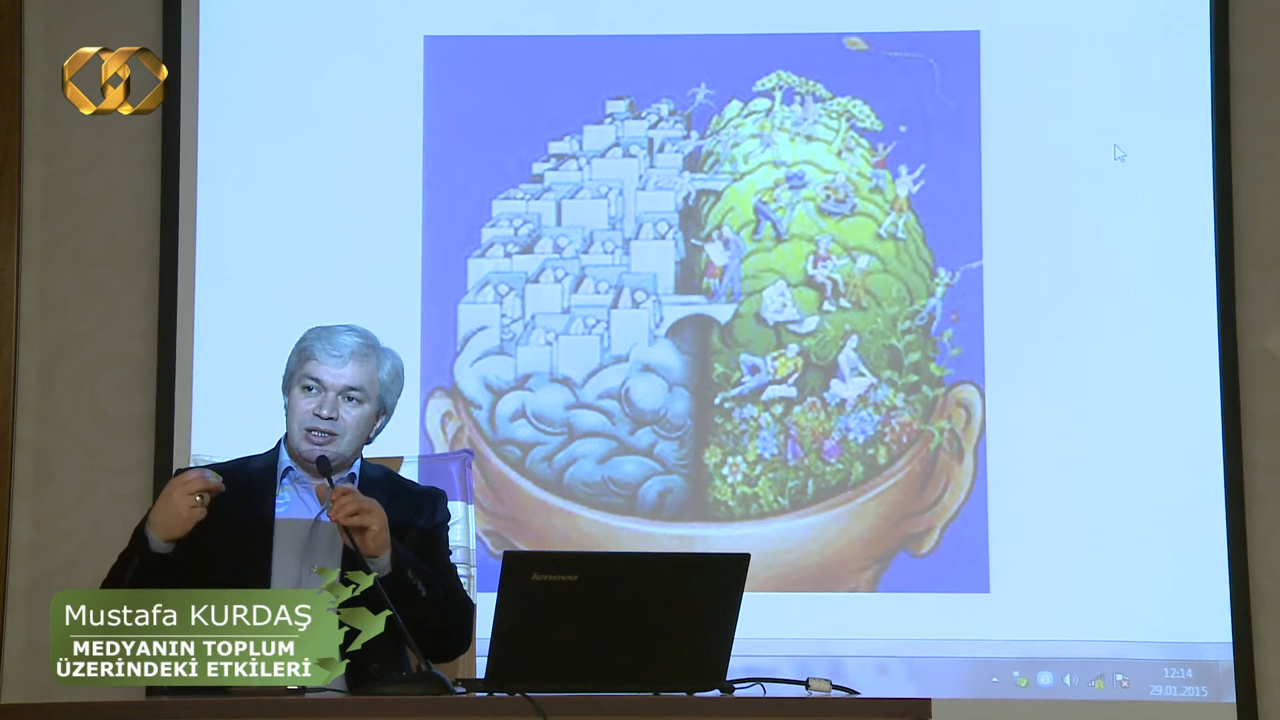 lenovo
Mustafa KURDAŞ
MEDYANIN TOPLUM
ÜZERİNDEKİ ETKİLERİ
12:14
29.01.2015